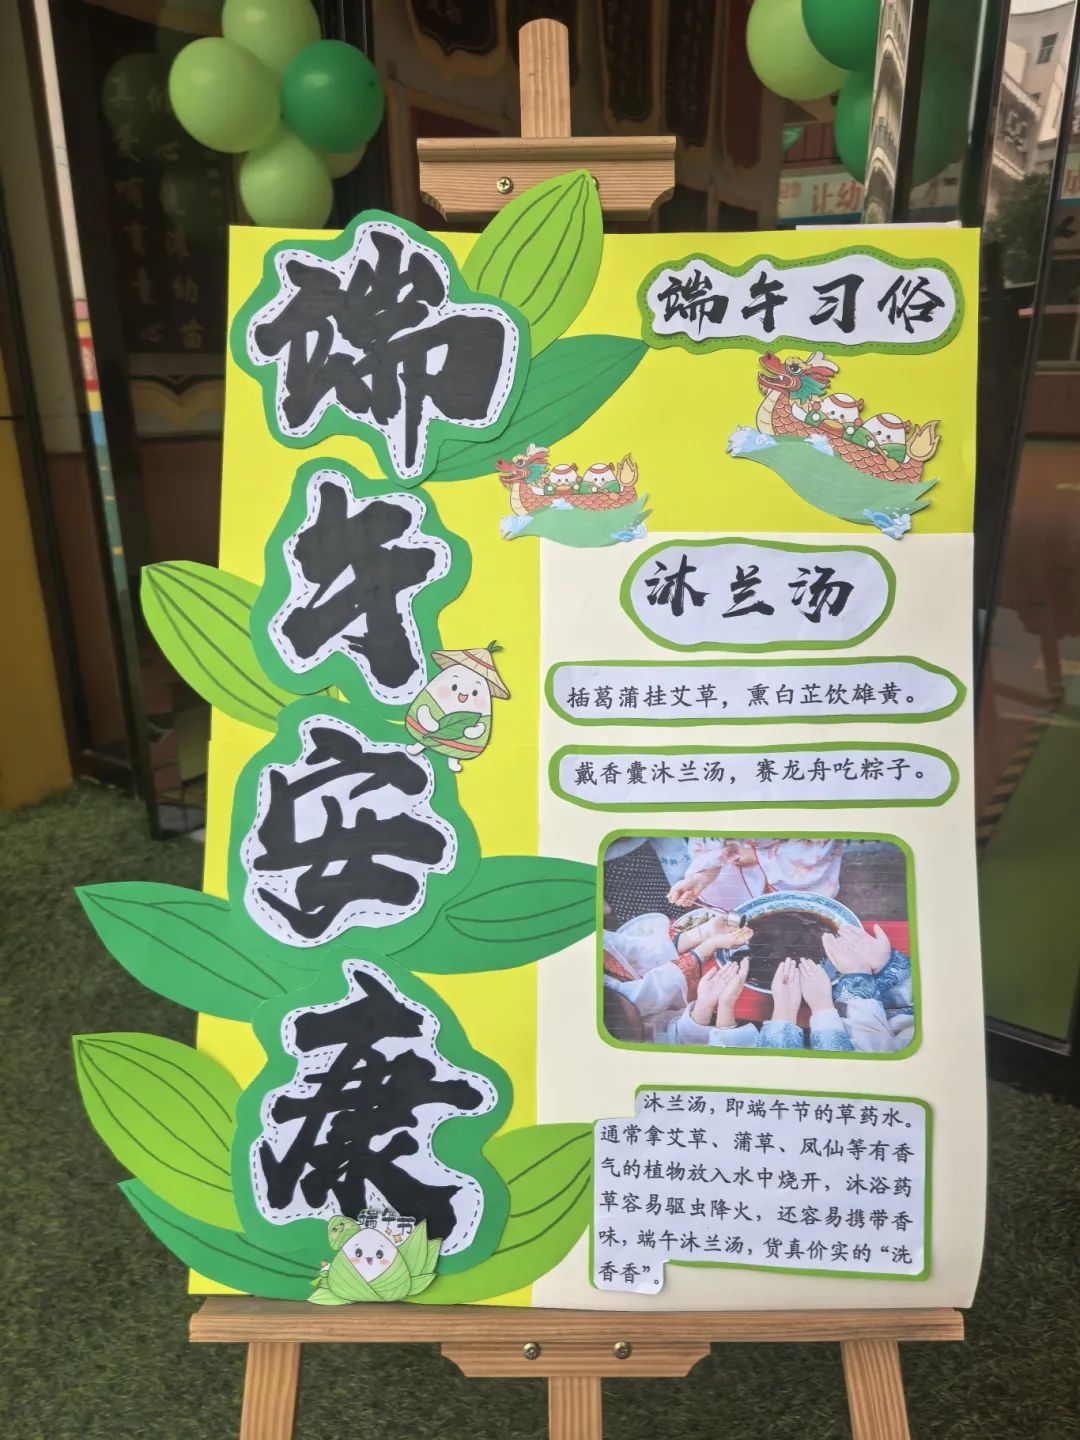 端午安康
端午习俗
沐兰汤
插葛蒲挂艾草，熏白芷饮雄黄。
戴香囊沐兰汤，赛龙舟吃粽子。
沐兰汤，即端午节的草药水。
通常拿艾草、蒲草、凤仙等有香
气的植物放入水中烧开，沐浴药
草容易驱虫降火，还容易携带香
味，端午沐兰汤，货真价实的“洗
香香”。
端午节
让幼